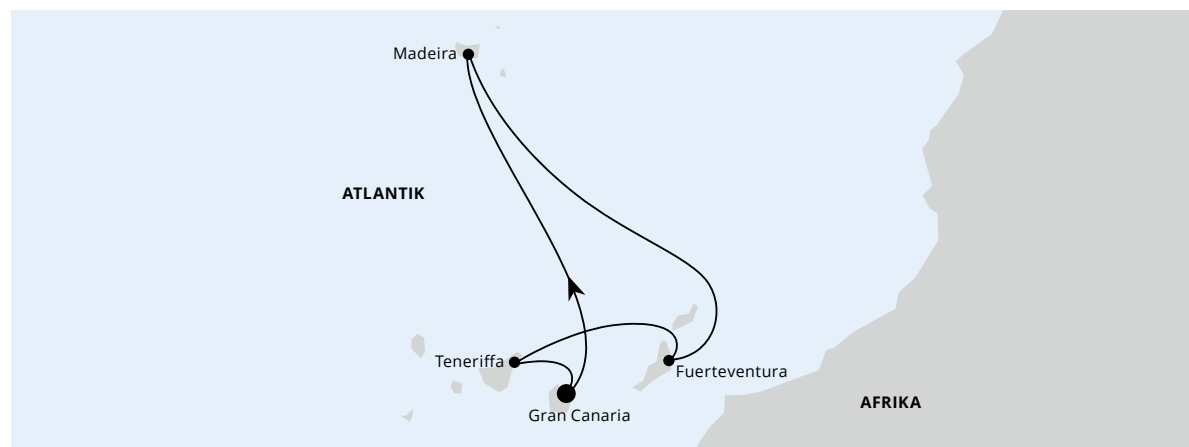 Madeira
ATLANTIK
Teneriffa
Fuerteventura
AFRIKA
Gran Canaria